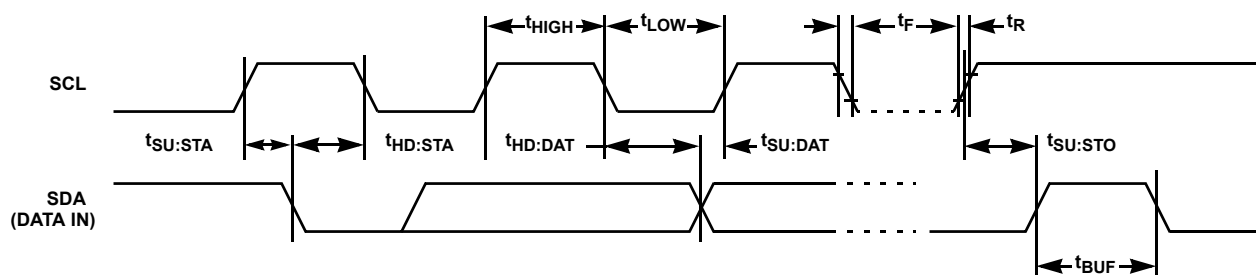 tHIGH tLOW tF tR
SCL
tSU:STA tHD:STA tHD:DAT tSU:DAT tSU:STO
SDA
(DATA IN)
tBUF